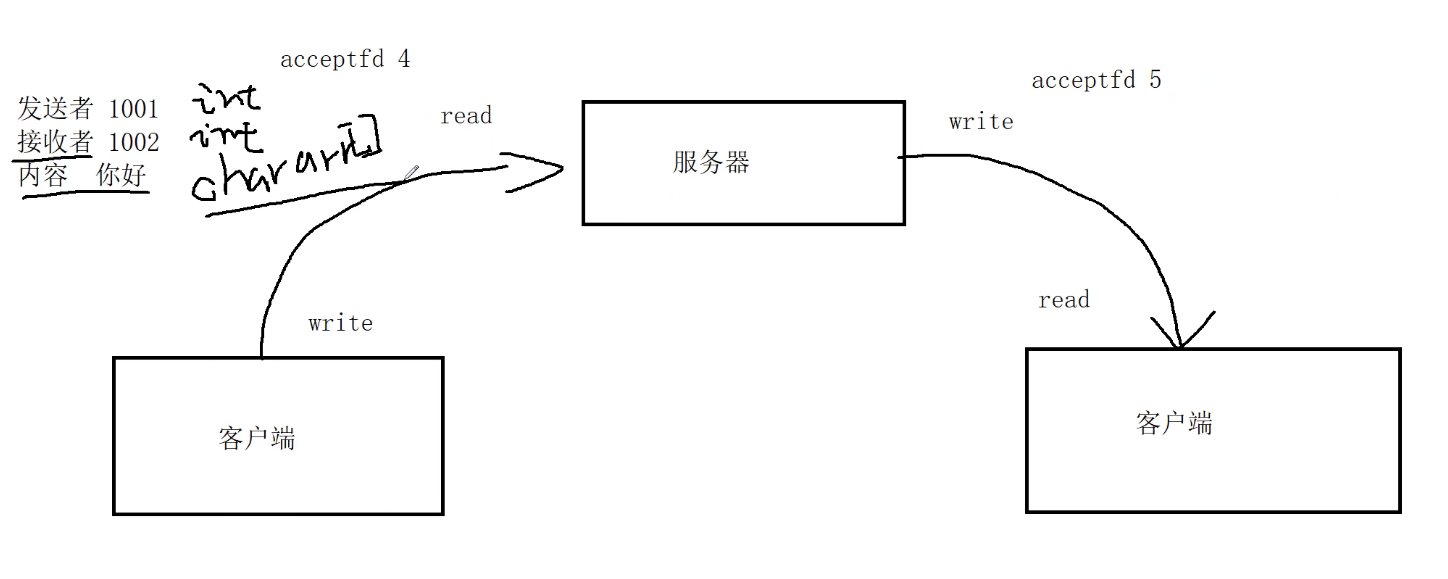 acceptfd 4
acceptfd 5
发送者 1001 int
read
write
接收者 1002 int
内容 你好 char
服务器
read
write
客户端
客户端